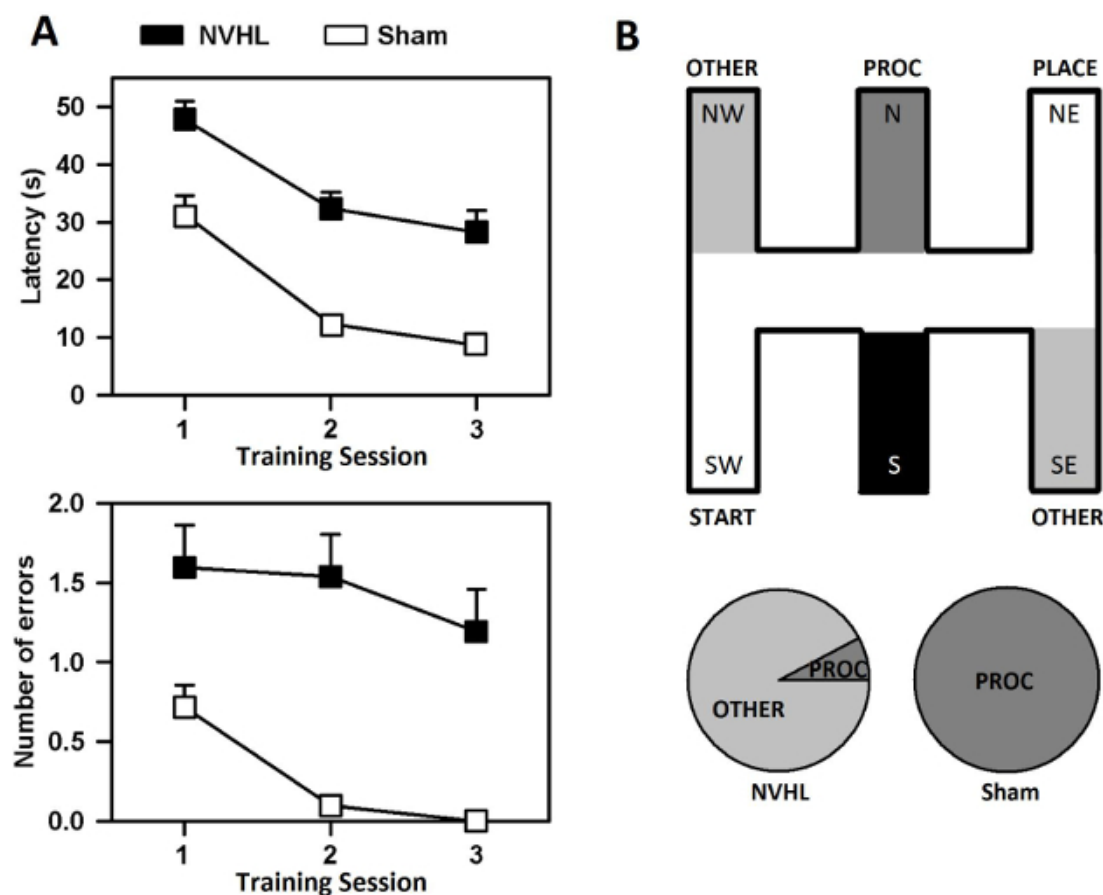 A
NVHL Sham
50
40
30
20
10
0
Latency (s)
1 2 3
Training Session
2.0
1.5
1.0
0.5
0.0
Number of errors
1 2 3
Training Session
B
OTHER PROC PLACE
NW N NE
SW S SE
START OTHER
PROC
OTHER
NVHL
PROC
Sham